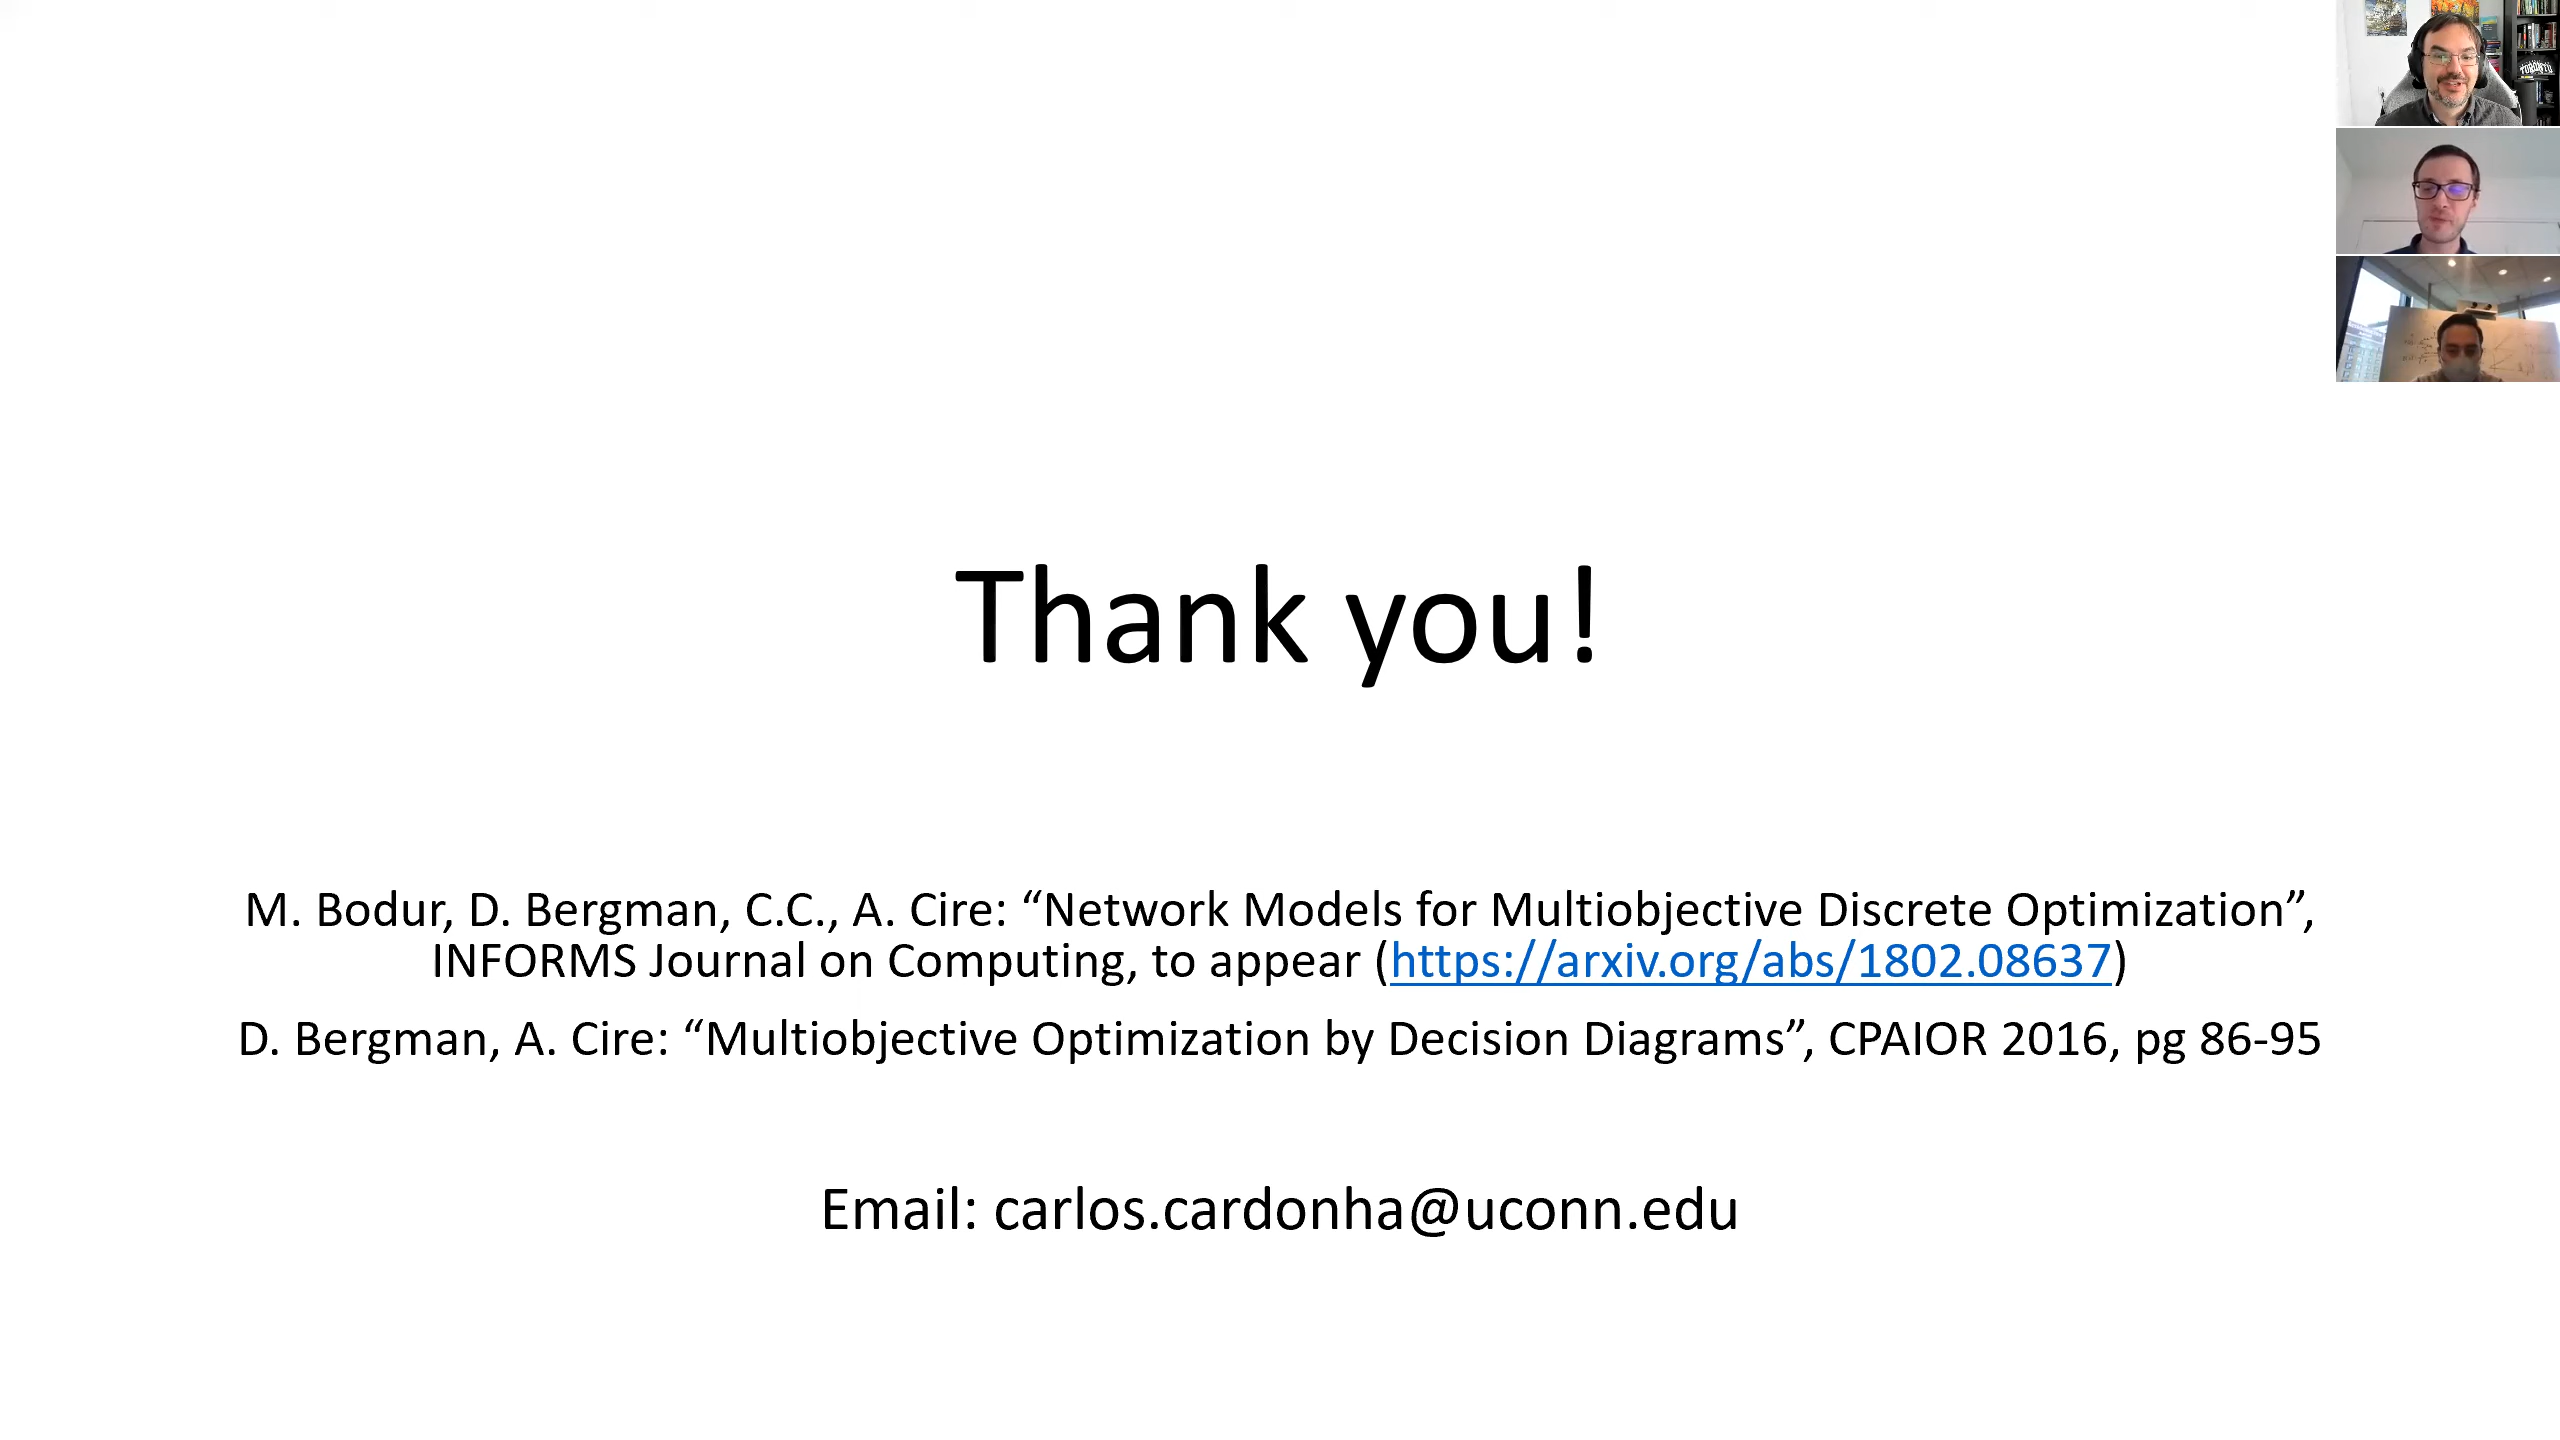 TORONTO
Thank you!
M. Bodur, D. Bergman, C.C., A. Cire: “Network Models for Multiobjective Discrete Optimization”,
INFORMS Journal on Computing, to appear (https://arxiv.org/abs/1802.08637)
D. Bergman, A. Cire: “Multiobjective Optimization by Decision Diagrams”, CPAIOR 2016, pg 86-95
Email: carlos.cardonha@uconn.edu